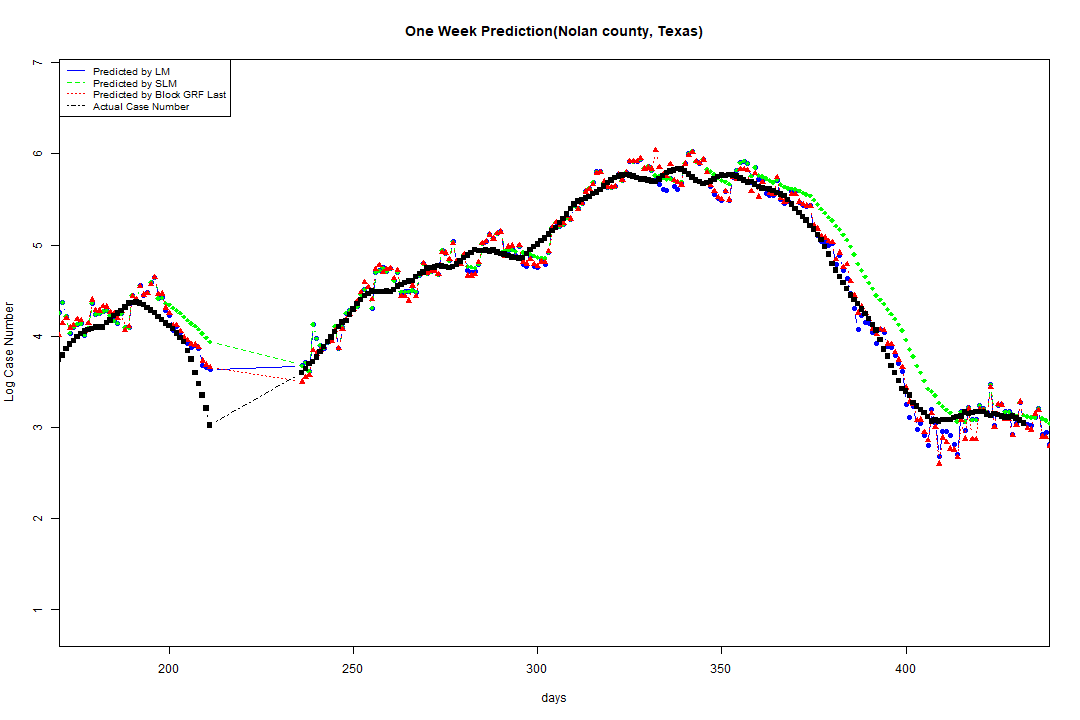 One Week Prediction(Nolan county, Texas)
Predicted by LM
Predicted by SLM
Predicted by Block GRF Last
Actual Case Number
7
6
5
4
3
2
1
Log Case Number
200 250 300 350 400
days